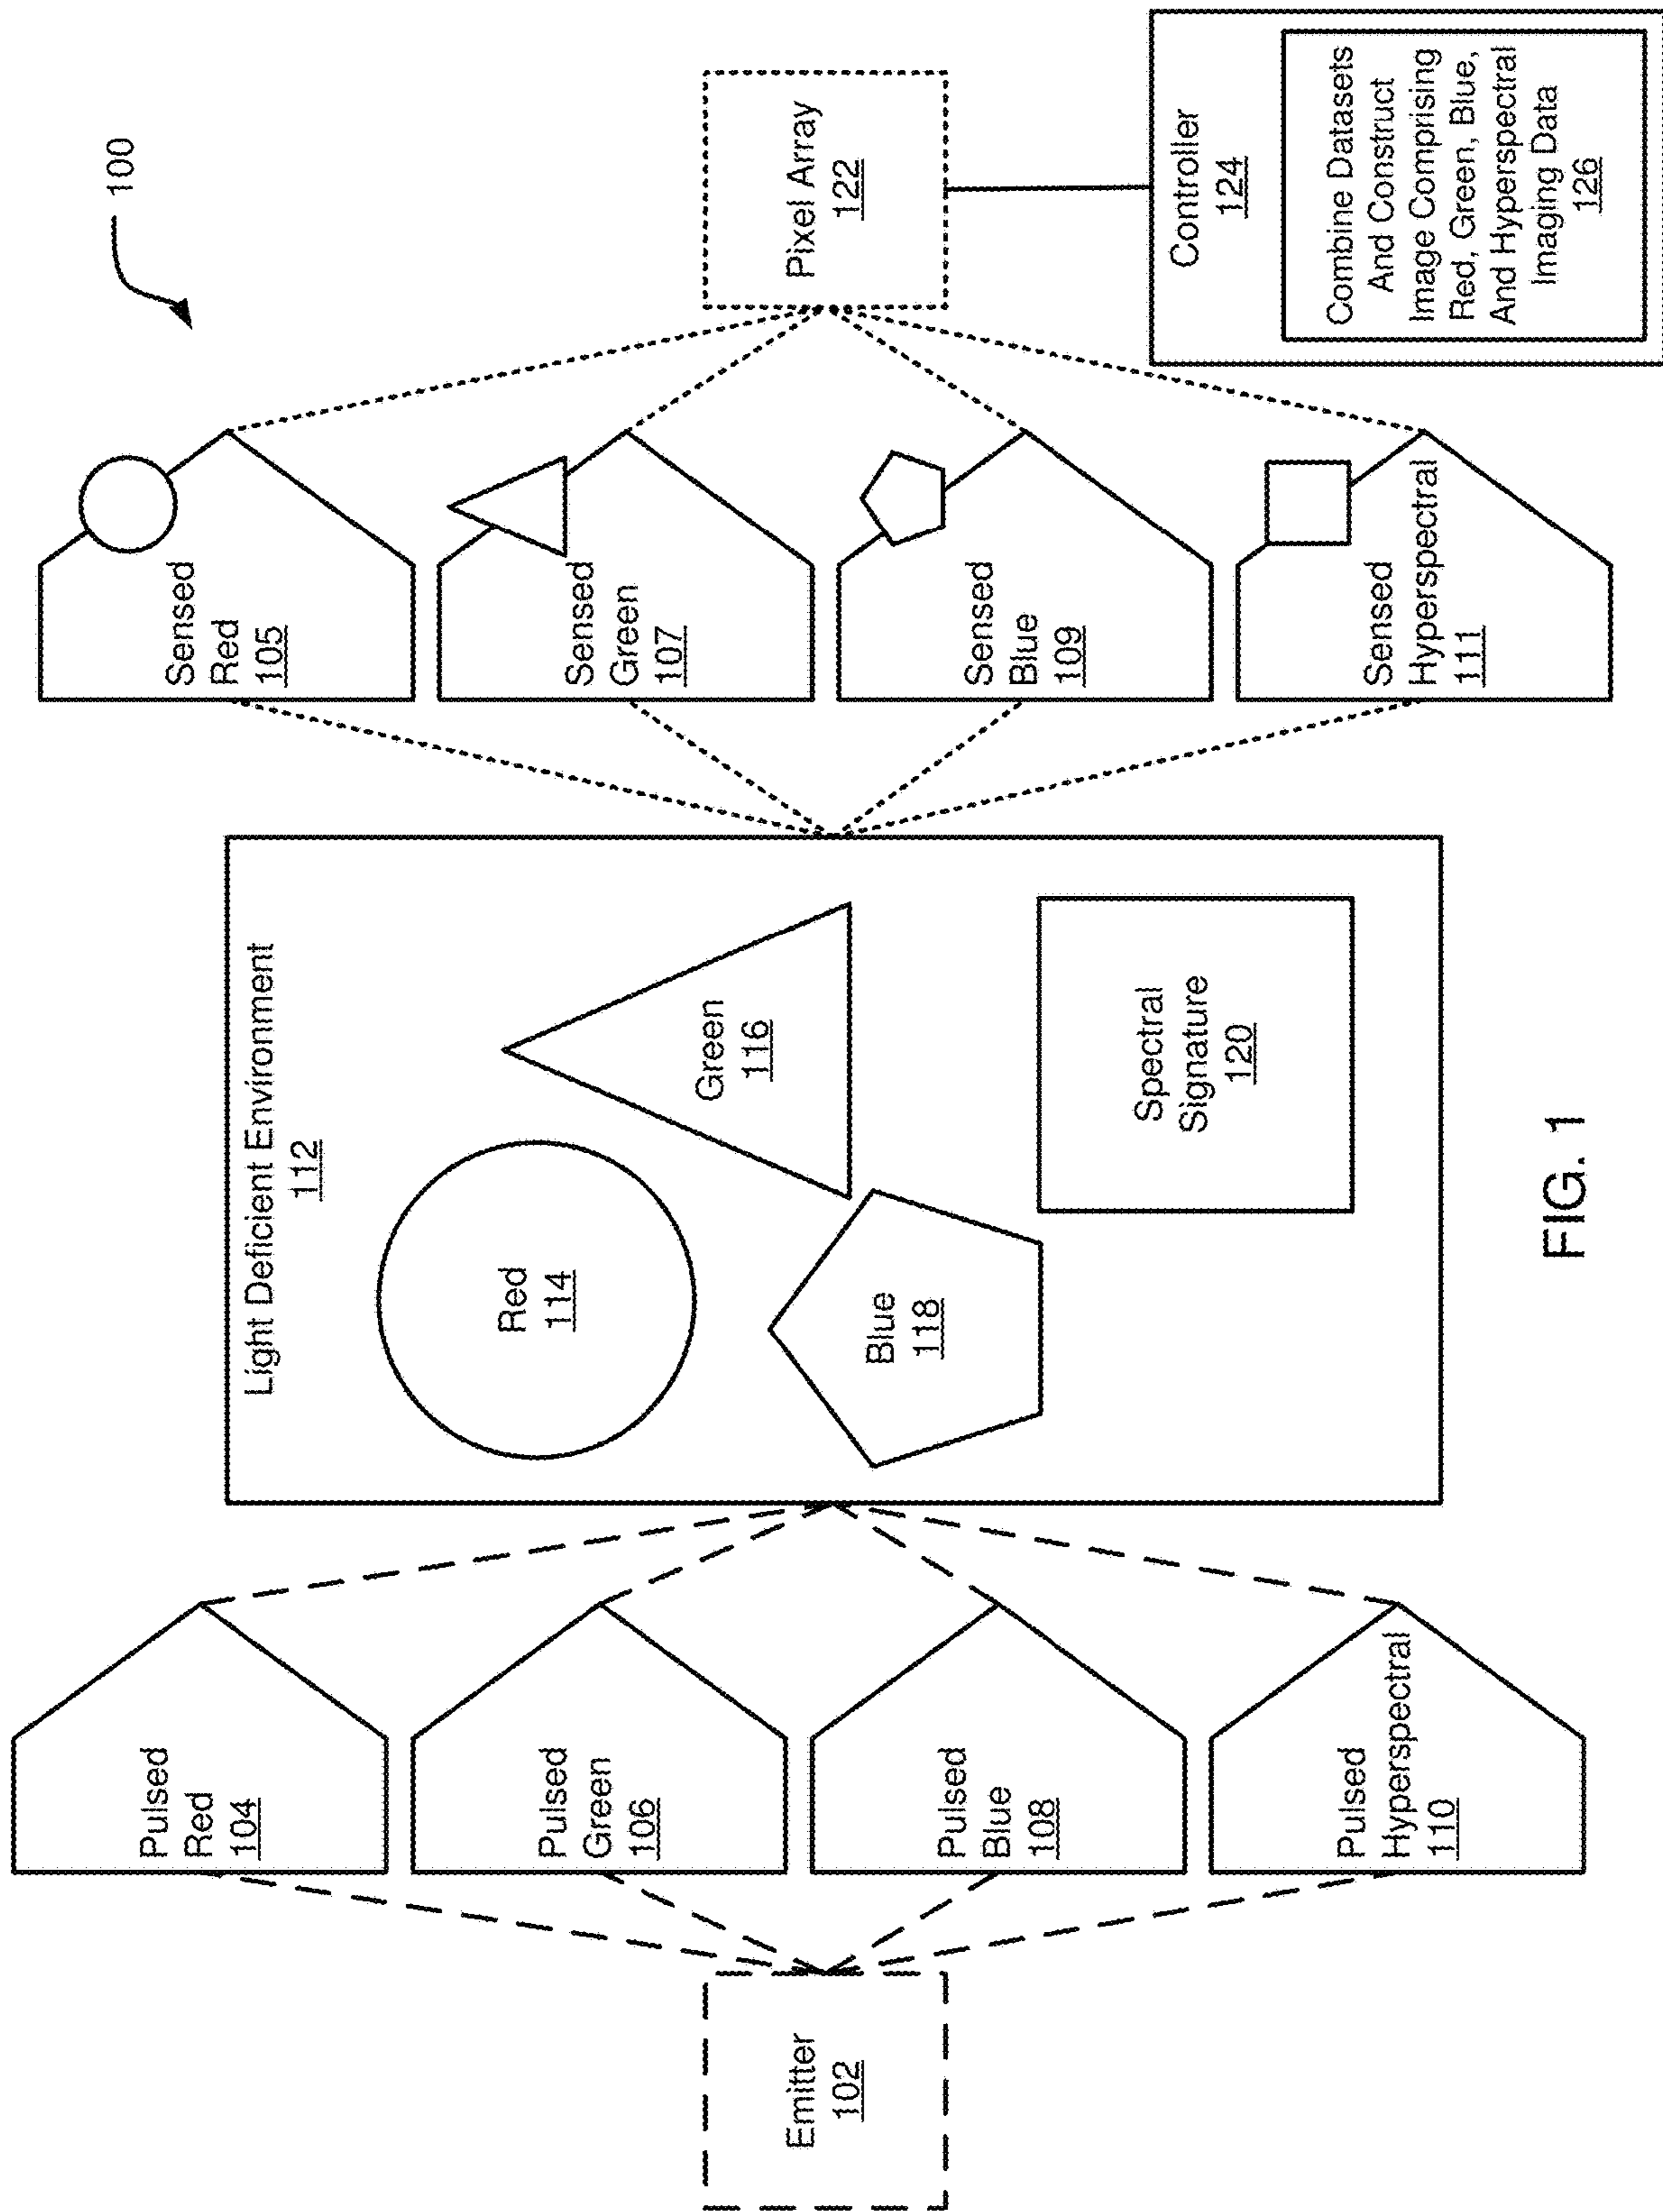 100
Emitter
102
Pulsed
Red
104
Pulsed
Green
106
Pulsed
Blue
108
Pulsed
Hyperspectral
110
Light Deficient Environment
112
Red
114
Green
116
Blue
118
Spectral
Signature
120
Sensed
Red
105
Sensed
Green
107
Sensed
Blue
109
Sensed
Hyperspectral
111
Pixel Array
122
Controller
124
Combine Datasets
And Construct
Image Comprising
Red, Green, Blue,
And Hyperspectral
Imaging Data
126
FIG. 1